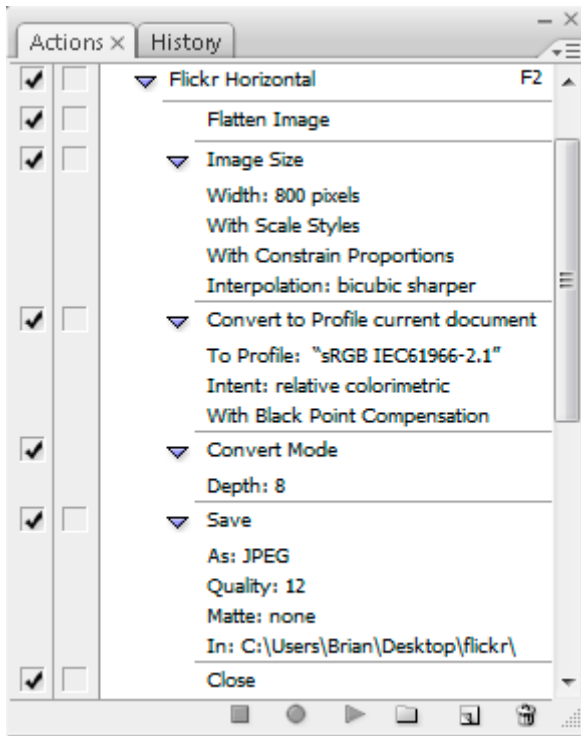 Actions × History
Flickr Horizontal F2
Flatten Image
Image Size
Width: 800 pixels
With Scale Styles
With Constrain Proportions
Interpolation: bicubic sharper
Convert to Profile current document
To Profile: “sRGB IEC61966-2.1”
Intent: relative colorimetric
With Black Point Compensation
Convert Mode
Depth: 8
Save
As: JPEG
Quality: 12
Matte: none
In: C:\Users\Brian\Desktop\flickr\
Close